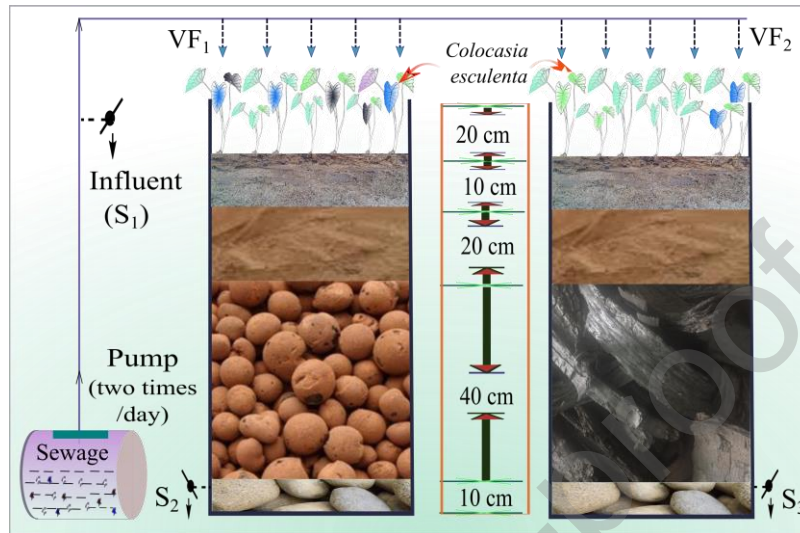 VF1
Colocasia
esculenta
VF2
Influent
(S1)
20 cm
10 cm
20 cm
40 cm
10 cm
Pump
(two times
/day)
Sewage
S2